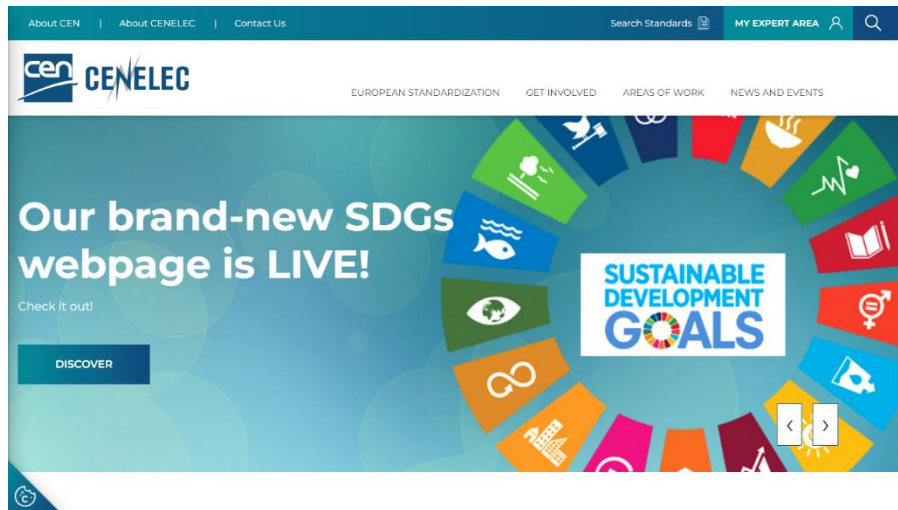 About CEN | About CENELEC | Contact Us
Search Standards
MY EXPERT AREA
cen CENELEC
EUROPEAN STANDARDIZATION GET INVOLVED AREAS OF WORK NEWS AND EVENTS
Our brand-new SDGs
webpage is LIVE!
Check it out!
DISCOVER
SUSTAINABLE
DEVELOPMENT
GOALS